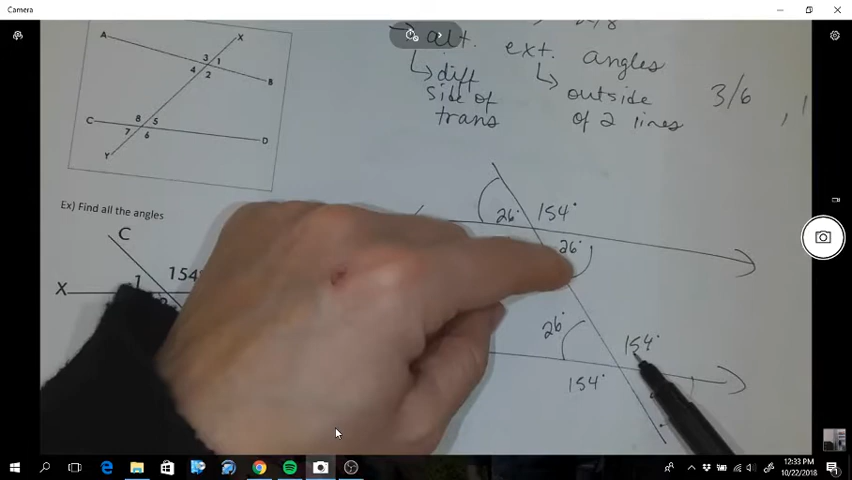 Camera
alt. ext. angles
diff outside
side of of 2 lines
trans
3/6 ,
A X
3 1
4 2
B
C 8 5
7 6 D
Y
Ex) Find all the angles
C
X 1 154
26° 154°
26°
26° 154°
154°
12:33 PM
10/22/2018